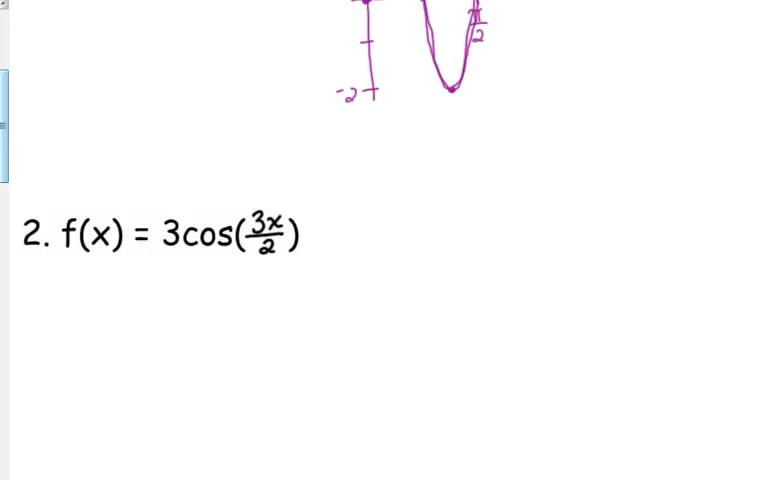 π/2
-2
2. f(x) = 3cos(3x/2)